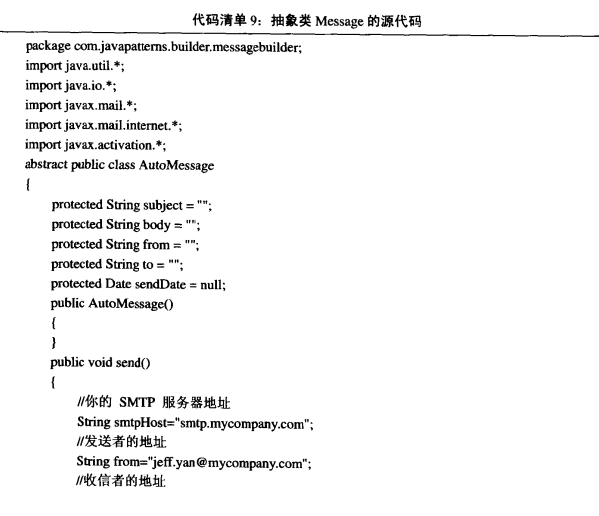 代码清单 9：抽象类 Message 的源代码
package com.javapatterns.builder.messagebuilder;
import java.util.*;
import java.io.*;
import javax.mail.*;
import javax.mail.internet.*;
import javax.activation.*;
abstract public class AutoMessage
{
protected String subject = "";
protected String body = "";
protected String from = "";
protected String to = "";
protected Date sendDate = null;
public AutoMessage()
{
}
public void send()
{
//你的 SMTP 服务器地址
String smtpHost="smtp.mycompany.com";
//发送者的地址
String from="jeff.yan@mycompany.com";
//收信者的地址